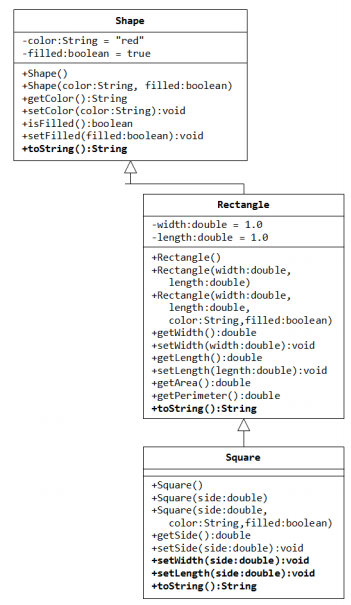 Shape
-color:String = "red"
-filled:boolean = true
+Shape()
+Shape(color:String, filled:boolean)
+getColor():String
+setColor(color:String):void
+isFilled():boolean
+setFilled(filled:boolean):void
+toString():String
Rectangle
-width:double = 1.0
-length:double = 1.0
+Rectangle()
+Rectangle(width:double,
length:double)
+Rectangle(width:double,
length:double,
color:String,filled:boolean)
+getWidth():double
+setWidth(width:double):void
+getLength():double
+setLength(legnth:double):void
+getArea():double
+getPerimeter():double
+toString():String
Square
+Square()
+Square(side:double)
+Square(side:double,
color:String,filled:boolean)
+getSide():double
+setSide(side:double):void
+setWidth(side:double):void
+setLength(side:double):void
+toString():String